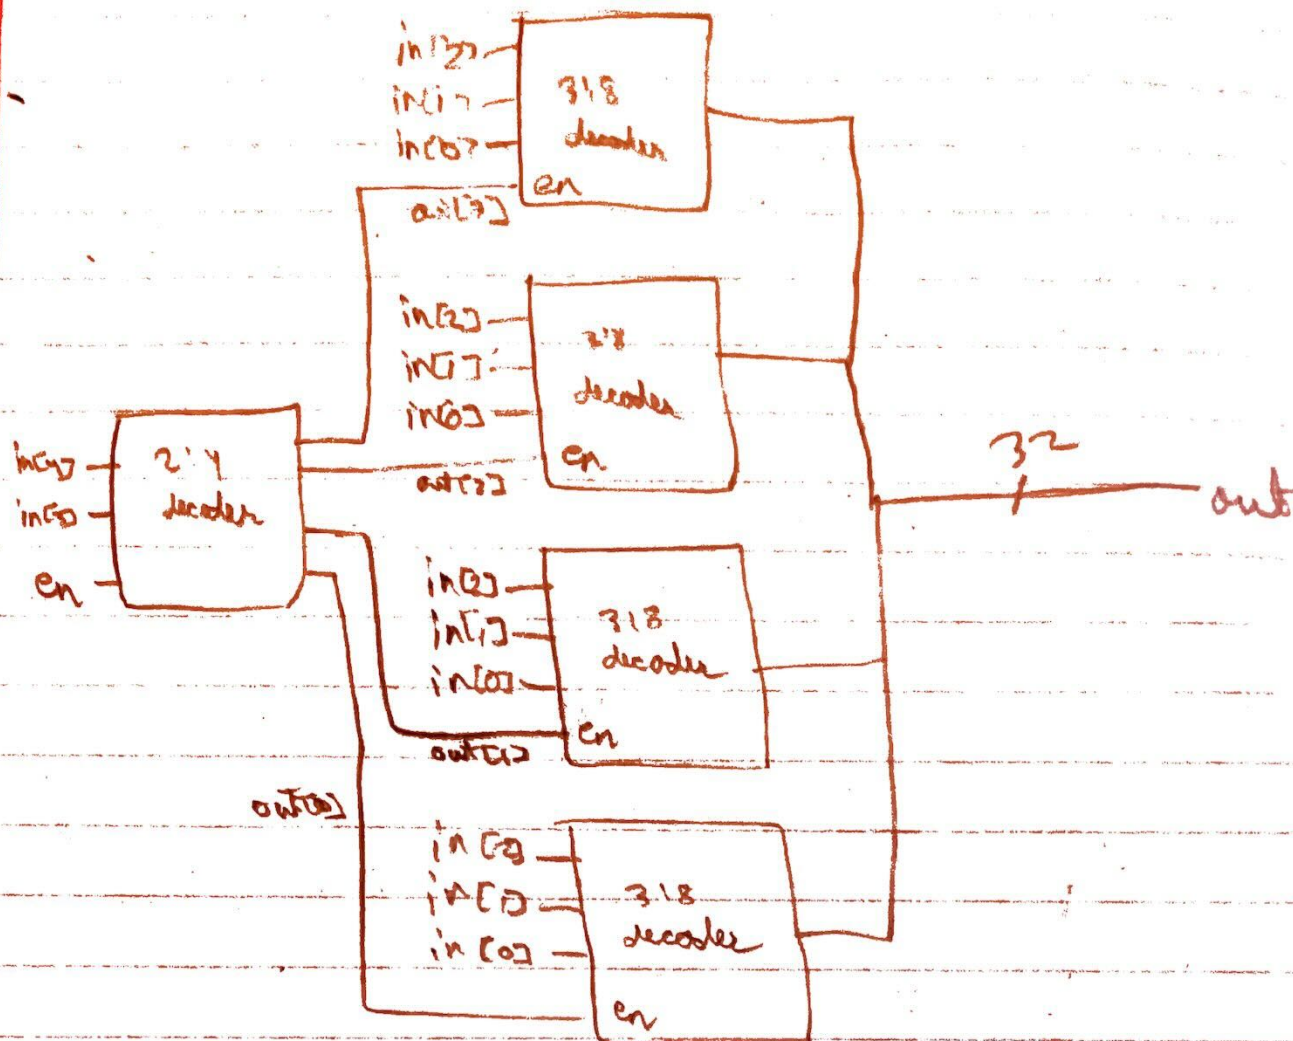 in[2]
in[1]
in[0]
3:8
decoder
en
out[3]
in[2]
in[1]
in[0]
3:8
decoder
en
out[2]
in[4]
in[3]
en
2:4
decoder
32
out
in[2]
in[1]
in[0]
3:8
decoder
en
out[1]
out[0]
in[2]
in[1]
in[0]
3:8
decoder
en